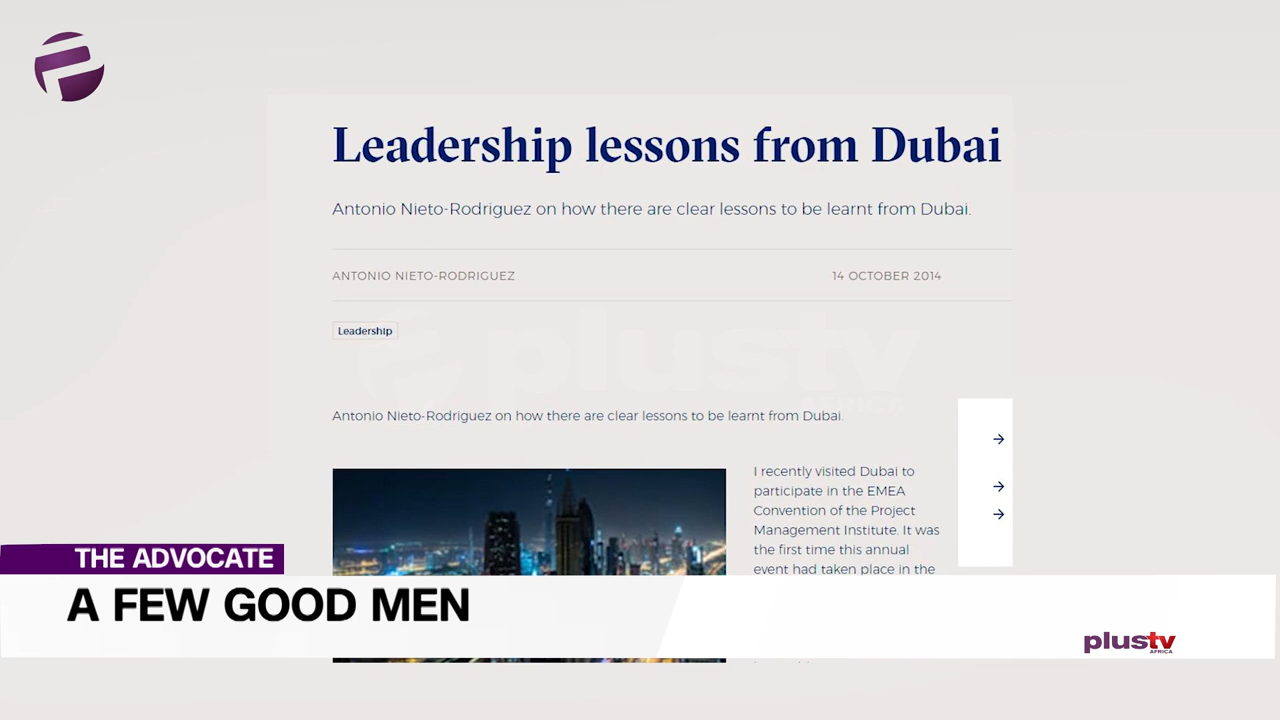 Leadership lessons from Dubai
Antonio Nieto-Rodriguez on how there are clear lessons to be learnt from Dubai.
ANTONIO NIETO-RODRIGUEZ 14 OCTOBER 2014
Leadership
plustv
AFRICA
Antonio Nieto-Rodriguez on how there are clear lessons to be learnt from Dubai.
I recently visited Dubai to
participate in the EMEA
Convention of the Project
Management Institute. It was
the first time this annual
event had taken place in the
THE ADVOCATE
A FEW GOOD MEN
plustv
AFRICA